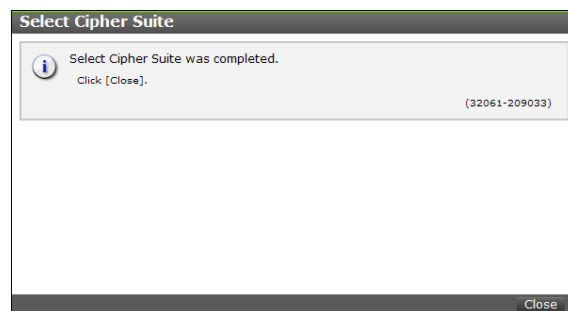 Select Cipher Suite
Select Cipher Suite was completed.
Click [Close].
(32061-209033)
Close